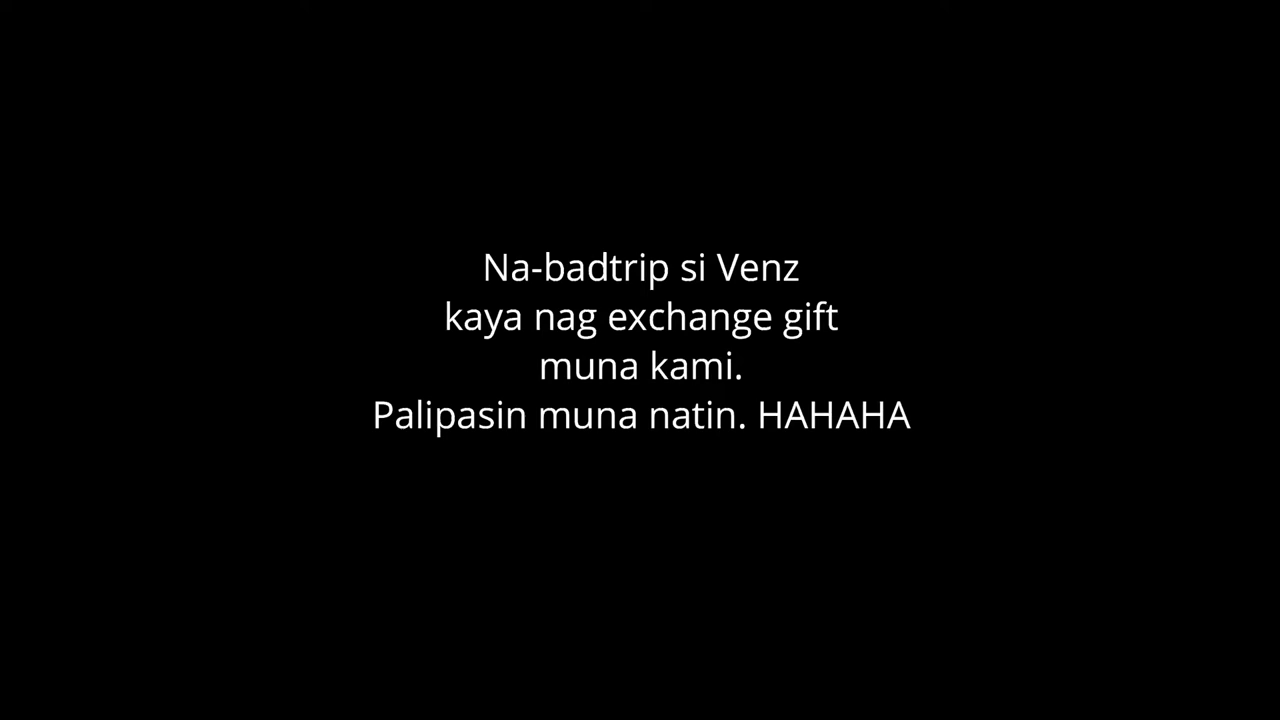 Na-badtrip si Venz
kaya nag exchange gift
muna kami.
Palipasin muna natin. HAHAHA